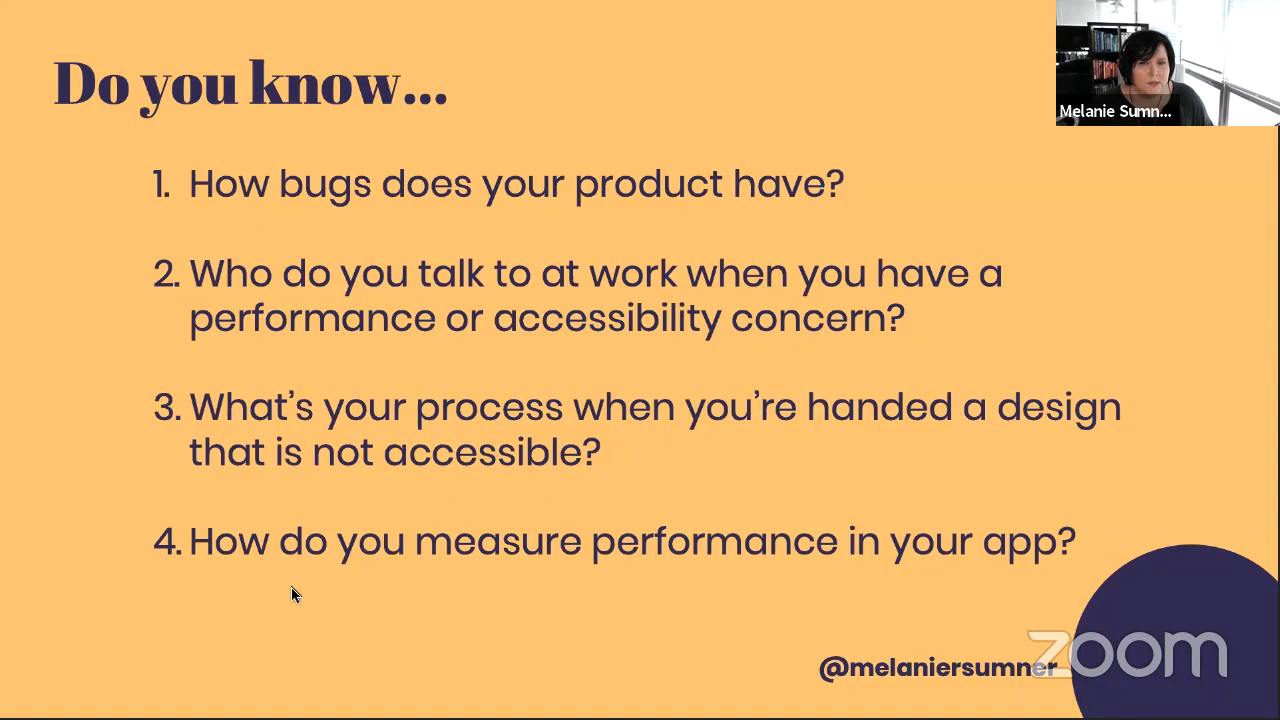 Do you know...
Melanie Sumn...
1. How bugs does your product have?
2. Who do you talk to at work when you have a
performance or accessibility concern?
3. What's your process when you're handed a design
that is not accessible?
4. How do you measure performance in your app?
@melaniersumner
zoom